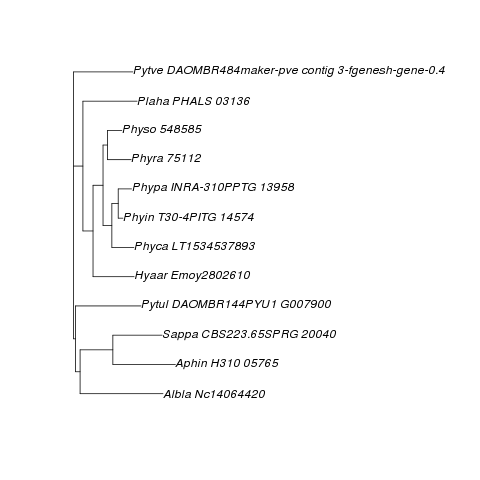 Pytve DAOMBR484maker-pve contig 3-fgenesh-gene-0.4
Plaha PHALS 03136
Physo 548585
Phyra 75112
Phypa INRA-310PPTG 13958
Phyin T30-4PITG 14574
Phyca LT1534537893
Hyaar Emoy2802610
Pytul DAOMBR144PYU1 G007900
Sappa CBS223.65SPRG 20040
Aphin H310 05765
Albla Nc14064420